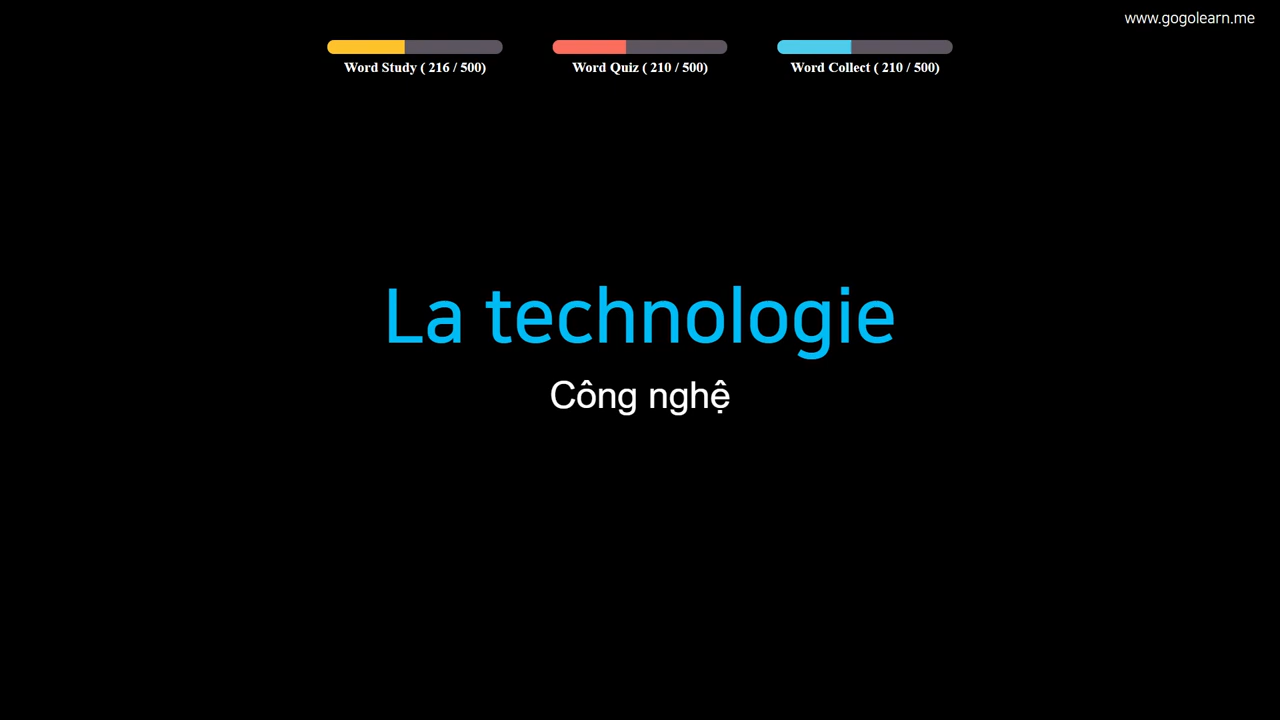 www.gogolearn.me
Word Study ( 216 / 500)
Word Quiz ( 210 / 500)
Word Collect ( 210 / 500)
La technologie
Công nghệ